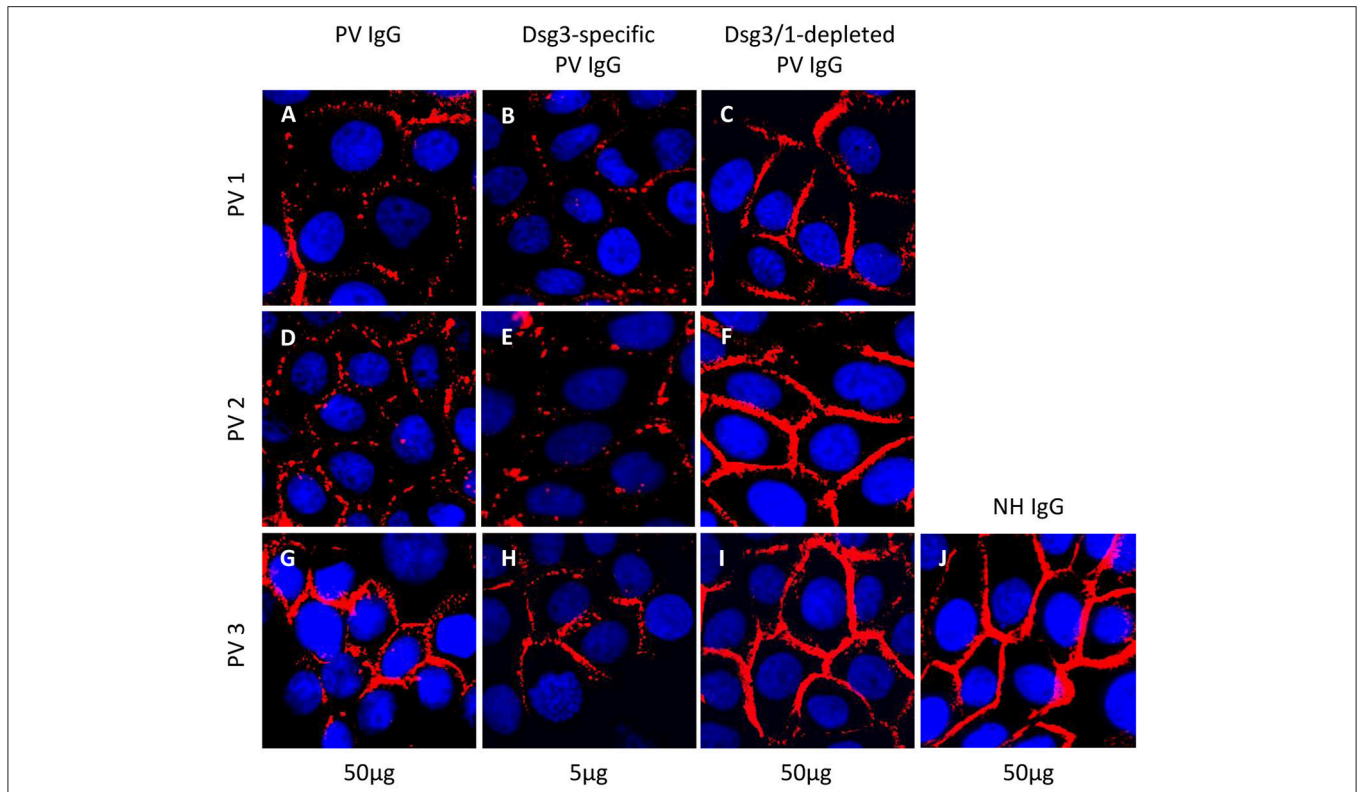 PV IgG
Dsg3-specific
PV IgG
Dsg3/1-depleted
PV IgG
PV 1
A
B
C
PV 2
D
E
F
NH IgG
PV 3
G
H
I
J
50µg
5µg
50µg
50µg